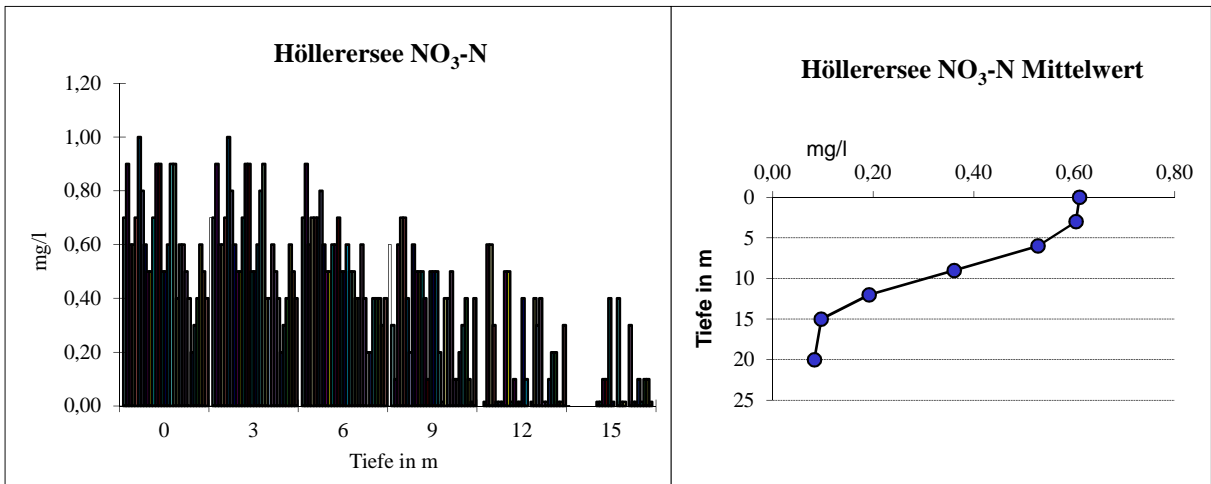 Höllerersee NO₃-N
1,20
1,00
0,80
0,60
0,40
0,20
0,00
mg/l
0 3 6 9 12 15
Tiefe in m
Höllerersee NO₃-N Mittelwert
mg/l
0,00 0,20 0,40 0,60 0,80
0
5
10
15
20
25
Tiefe in m